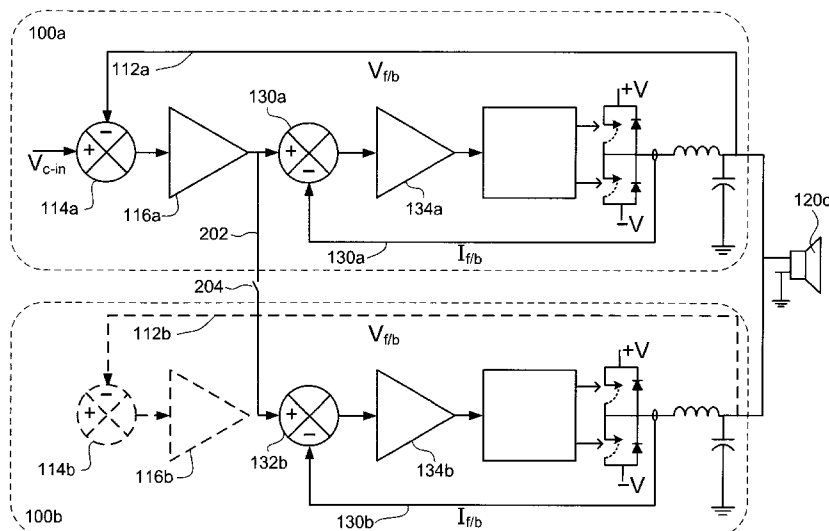 100a
112a
V_f/b
+
−
V_c-in
114a
116a
130a
+
−
134a
+V
−V
130a
I_f/b
202
204
120c
112b
V_f/b
+
−
114b
116b
+
−
132b
134b
+V
−V
130b
I_f/b
100b